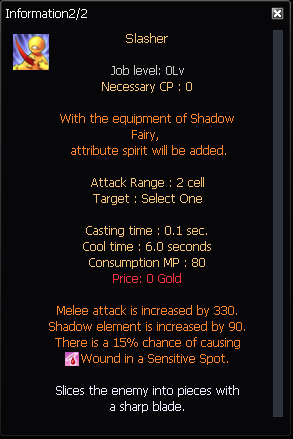 Information2/2
Slasher
Job level: 0Lv
Necessary CP : 0
With the equipment of Shadow
Fairy,
attribute spirit will be added.
Attack Range : 2 cell
Target : Select One
Casting time : 0.1 sec.
Cool time : 6.0 seconds
Consumption MP : 80
Price: 0 Gold
Melee attack is increased by 330.
Shadow element is increased by 90.
There is a 15% chance of causing
Wound in a Sensitive Spot.
Slices the enemy into pieces with
a sharp blade.